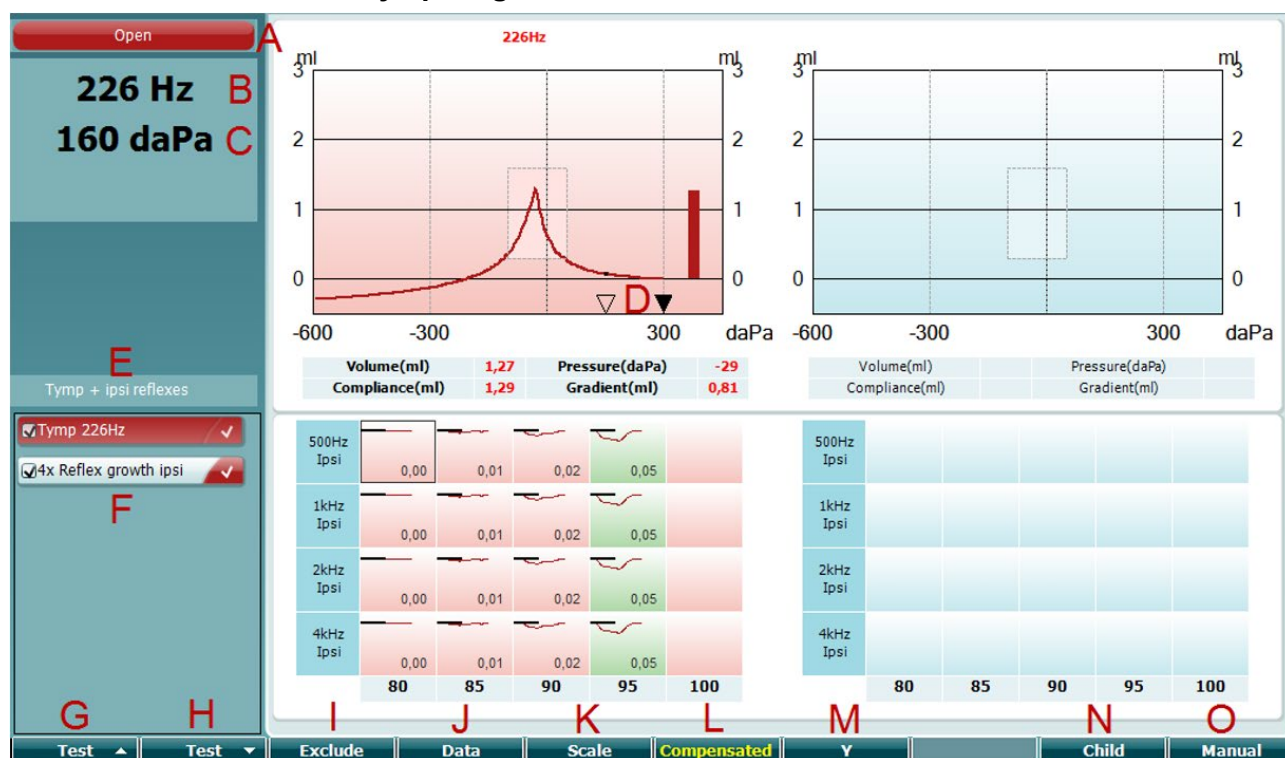 Open A
226 Hz B
160 daPa C
E
Tymp + ipsi reflexes
Tymp 226Hz
4x Reflex growth ipsi
F
226Hz
ml ml
3 3
2 2
1 1
0 0
D
-600 -300 300 daPa
Volume(ml) 1,27 Pressure(daPa) -29
Compliance(ml) 1,29 Gradient(ml) 0,81
ml ml
3 3
2 2
1 1
0 0
-600 -300 300 daPa
Volume(ml) Pressure(daPa)
Compliance(ml) Gradient(ml)
500Hz
Ipsi
0,00 0,01 0,02 0,05
1kHz
Ipsi
0,00 0,01 0,02 0,05
2kHz
Ipsi
0,00 0,01 0,02 0,05
4kHz
Ipsi
0,00 0,01 0,02 0,05
80 85 90 95 100
500Hz
Ipsi
1kHz
Ipsi
2kHz
Ipsi
4kHz
Ipsi
80 85 90 95 100
G H I J K L M N O
Test Test Exclude Data Scale Compensated Y Child Manual